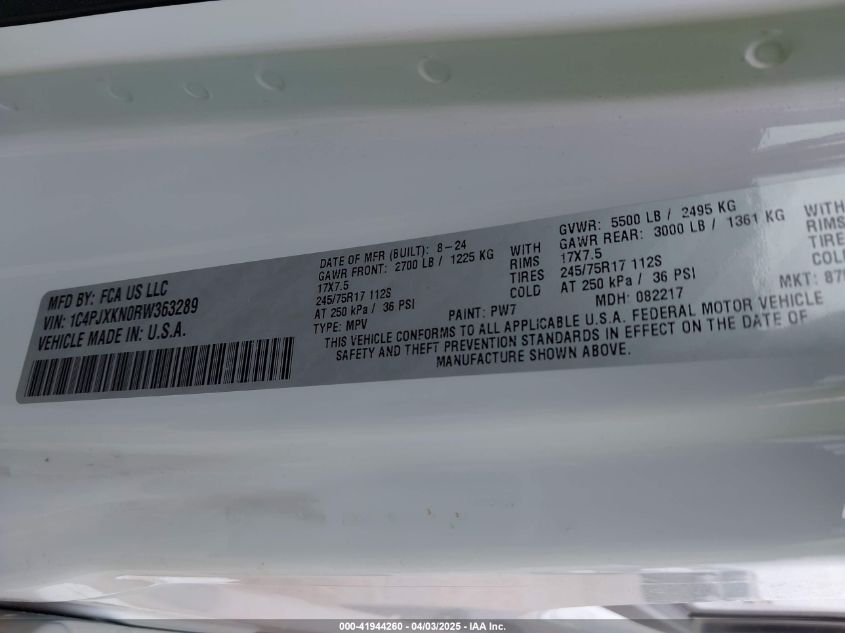 MFD BY: FCA US LLC
VIN: 1C4PJXKN0RW363289
VEHICLE MADE IN: U.S.A.
DATE OF MFR (BUILT): 8-24
GAWR FRONT: 2700 LB / 1225 KG WITH
17X7.5 RIMS
245/75R17 112S TIRES
AT 250 kPa / 36 PSI COLD
TYPE: MPV PAINT: PW7
GVWR: 5500 LB / 2495 KG
GAWR REAR: 3000 LB / 1361 KG WITH
17X7.5 RIMS
245/75R17 112S TIRE
AT 250 kPa / 36 PSI COL
MDH: 082217 MKT:
THIS VEHICLE CONFORMS TO ALL APPLICABLE U.S.A. FEDERAL MOTOR VEHICLE
SAFETY AND THEFT PREVENTION STANDARDS IN EFFECT ON THE DATE OF
MANUFACTURE SHOWN ABOVE.
000-41944260 - 04/03/2025 - IAA Inc.